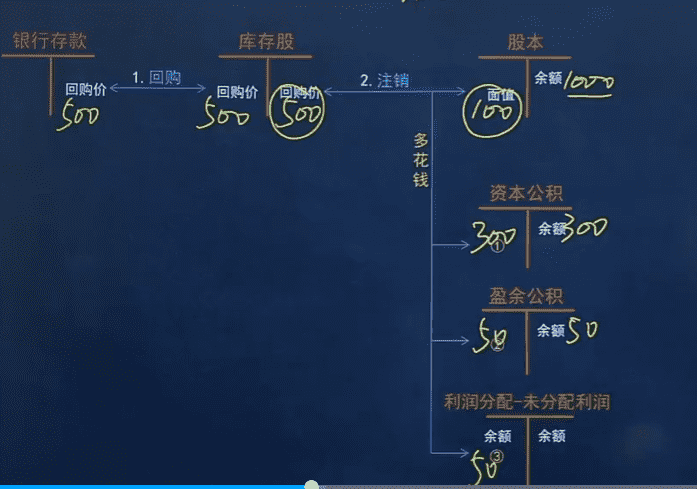 银行存款
库存股
股本
回购价
1. 回购
回购价
回购价
2. 注销
面值
余额
1000
500
500
500
100
多花钱
资本公积
300
①
余额
300
盈余公积
50
②
余额
50
利润分配-未分配利润
余额
余额
50
③